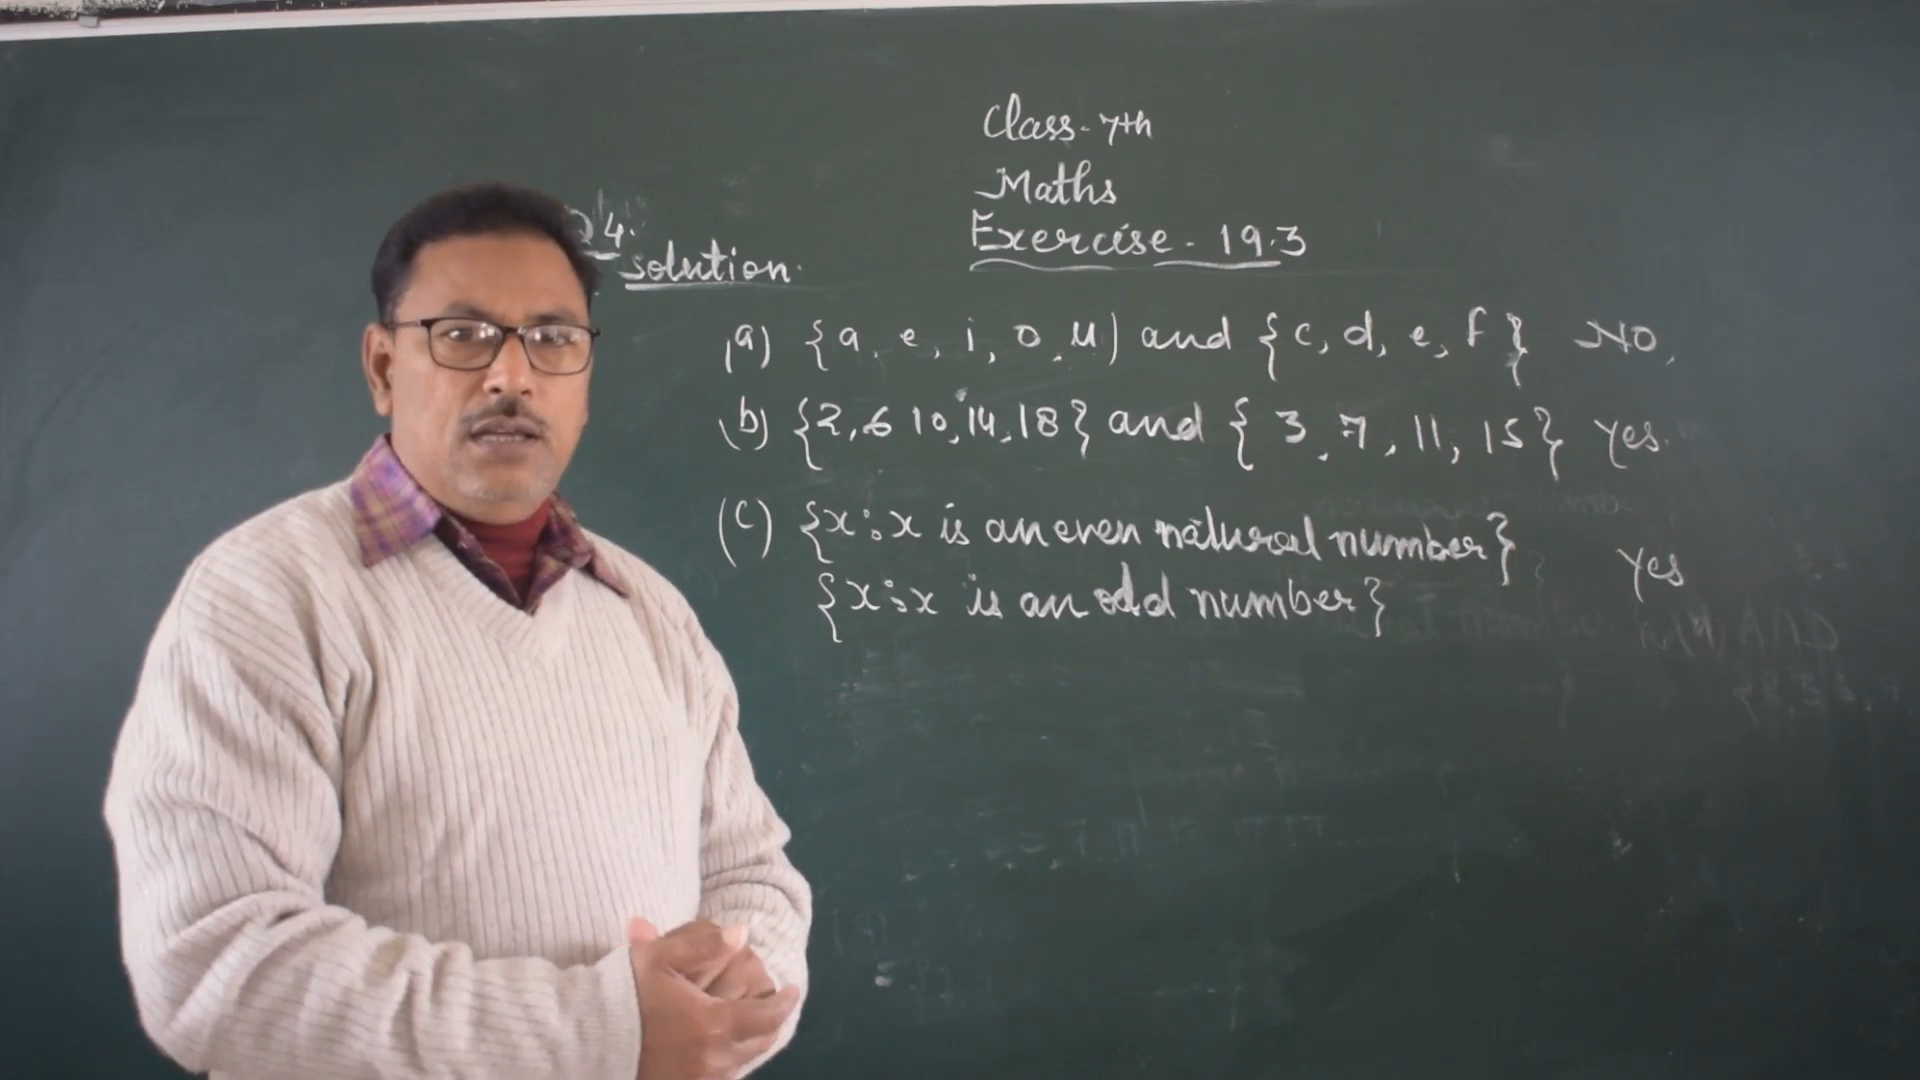 Class-7th
Maths
Exercise-19.3
Q4.
solution.
(a) {a, e, i, o, u) and {c, d, e, f} No,
(b) {2,6 10,14,18} and {3, 7, 11, 15} Yes.
(c) {x:x is an even natural number}
{x:x is an odd number} Yes